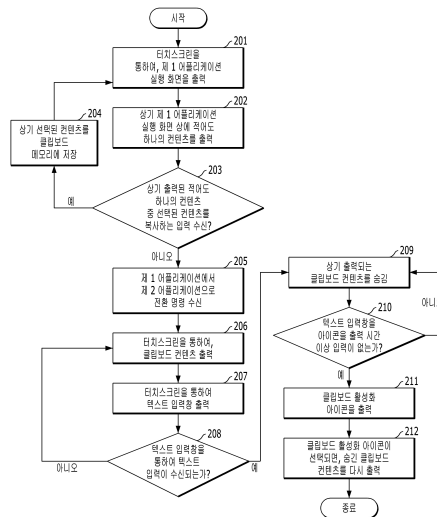 시작
201
터치스크린을
통하여, 제 1 어플리케이션
실행 화면을 출력
202
상기 제 1 어플리케이션
실행 화면 상에 적어도
하나의 컨텐츠를 출력
203
상기 출력된 적어도
하나의 컨텐츠
중 선택된 컨텐츠를
복사하는 입력 수신?
예
204
상기 선택된 컨텐츠를
클립보드
메모리에 저장
아니오
205
제 1 어플리케이션에서
제 2 어플리케이션으로
전환 명령 수신
206
터치스크린을 통하여,
클립보드 컨텐츠 출력
207
터치스크린을 통하여
텍스트 입력창 출력
208
텍스트 입력창을
통하여 텍스트
입력이 수신되는가?
아니오
예
209
상기 출력되는
클립보드 컨텐츠를 숨김
210
텍스트 입력창을
아이콘을 출력 시간
이상 입력이 없는가?
아니오
예
211
클립보드 활성화
아이콘을 출력
212
클립보드 활성화 아이콘이
선택되면, 숨긴 클립보드
컨텐츠를 다시 출력
종료